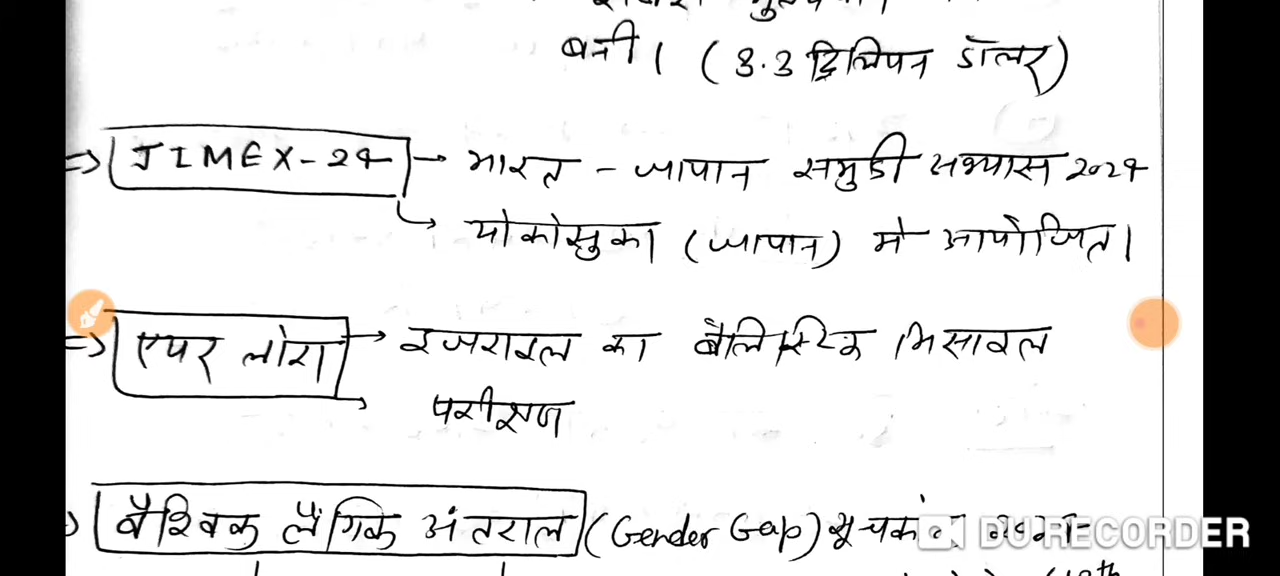 बनी। (3.3 ट्रिलियन डॉलर)
⇒ JIMEX-24 → भारत - जापान समुद्री अभ्यास 2024
→ योकोसुका (जापान) मे आयोजित।
⇒ एयर लोरा → इजराइल का बैलिस्टिक मिसाइल
→ परीक्षण
⇒ वैश्विक लैंगिक अंतराल (Gender Gap) सूचकांक
DU RECORDER